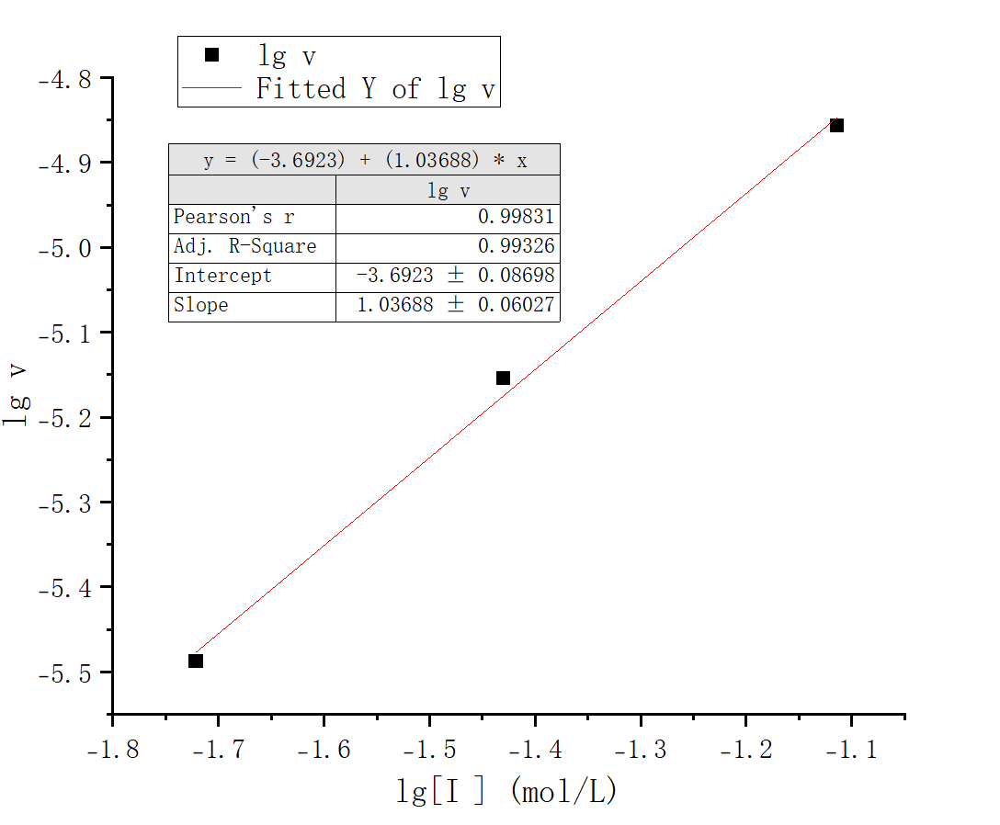 lg v
Fitted Y of lg v
y = (-3.6923) + (1.03688) * x
lg v
Pearson's r 0.99831
Adj. R-Square 0.99326
Intercept -3.6923 ± 0.08698
Slope 1.03688 ± 0.06027
-4.8
-4.9
-5.0
-5.1
-5.2
-5.3
-5.4
-5.5
lg v
-1.8 -1.7 -1.6 -1.5 -1.4 -1.3 -1.2 -1.1
lg[I ] (mol/L)